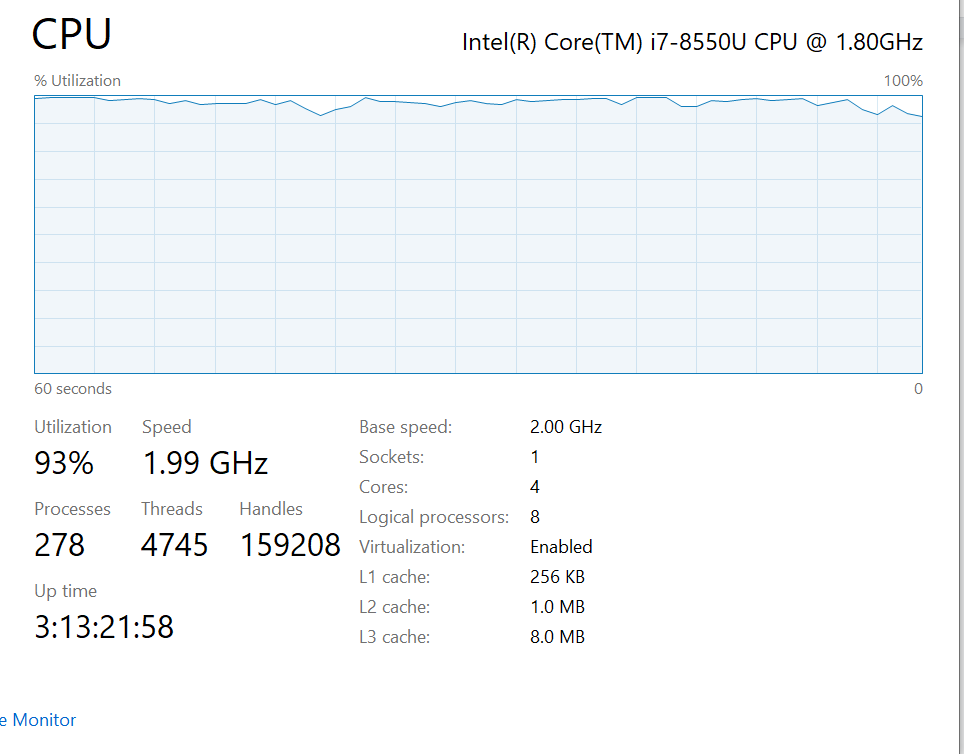 CPU
Intel(R) Core(TM) i7-8550U CPU @ 1.80GHz
% Utilization
100%
60 seconds
0
Utilization
Speed
93%
1.99 GHz
Processes
Threads
Handles
278
4745
159208
Up time
3:13:21:58
Base speed: 2.00 GHz
Sockets: 1
Cores: 4
Logical processors: 8
Virtualization: Enabled
L1 cache: 256 KB
L2 cache: 1.0 MB
L3 cache: 8.0 MB
e Monitor